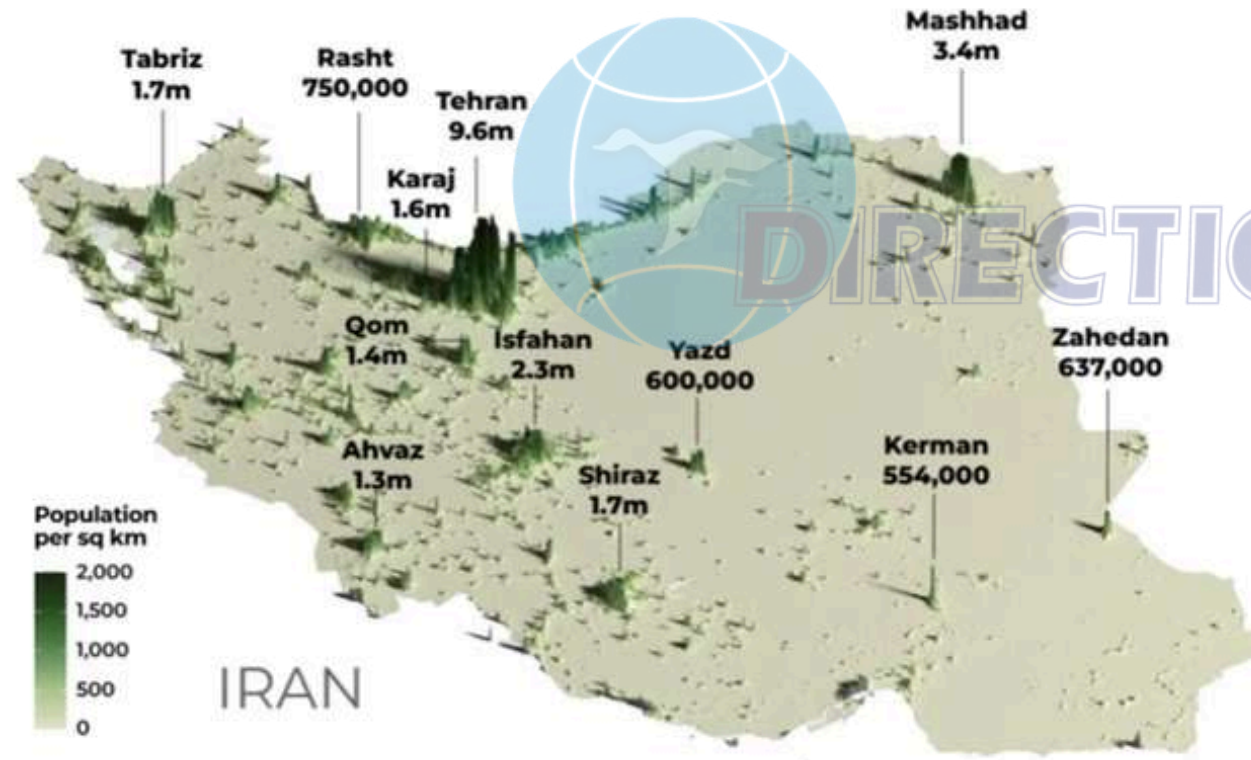 Mashhad
3.4m
Tabriz
1.7m
Rasht
750,000
Tehran
9.6m
Karaj
1.6m
DIRECTIO
Qom
1.4m
Isfahan
2.3m
Yazd
600,000
Zahedan
637,000
Ahvaz
1.3m
Shiraz
1.7m
Kerman
554,000
Population
per sq km
2,000
1,500
1,000
500
0
IRAN